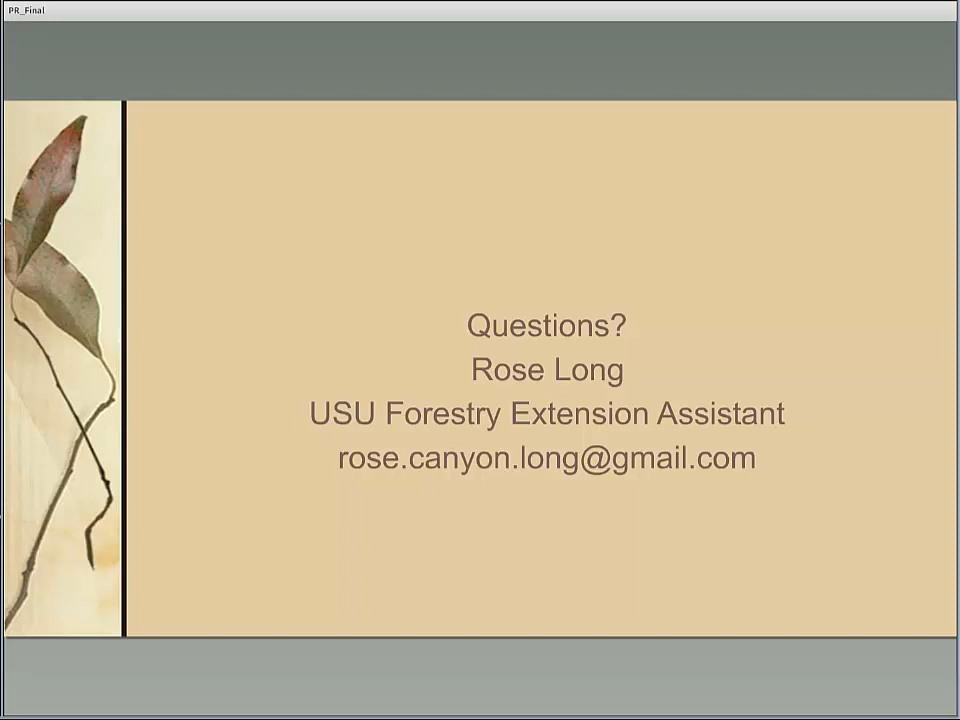 PR_Final
Questions?
Rose Long
USU Forestry Extension Assistant
rose.canyon.long@gmail.com